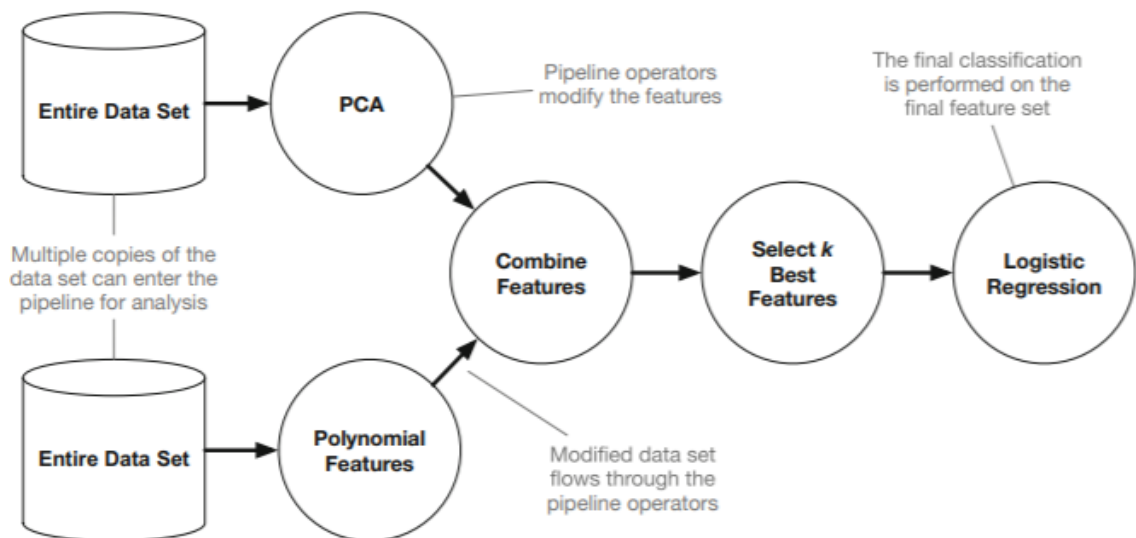 Entire Data Set
PCA
Pipeline operators
modify the features
The final classification
is performed on the
final feature set
Multiple copies of the
data set can enter the
pipeline for analysis
Combine
Features
Select k
Best
Features
Logistic
Regression
Entire Data Set
Polynomial
Features
Modified data set
flows through the
pipeline operators